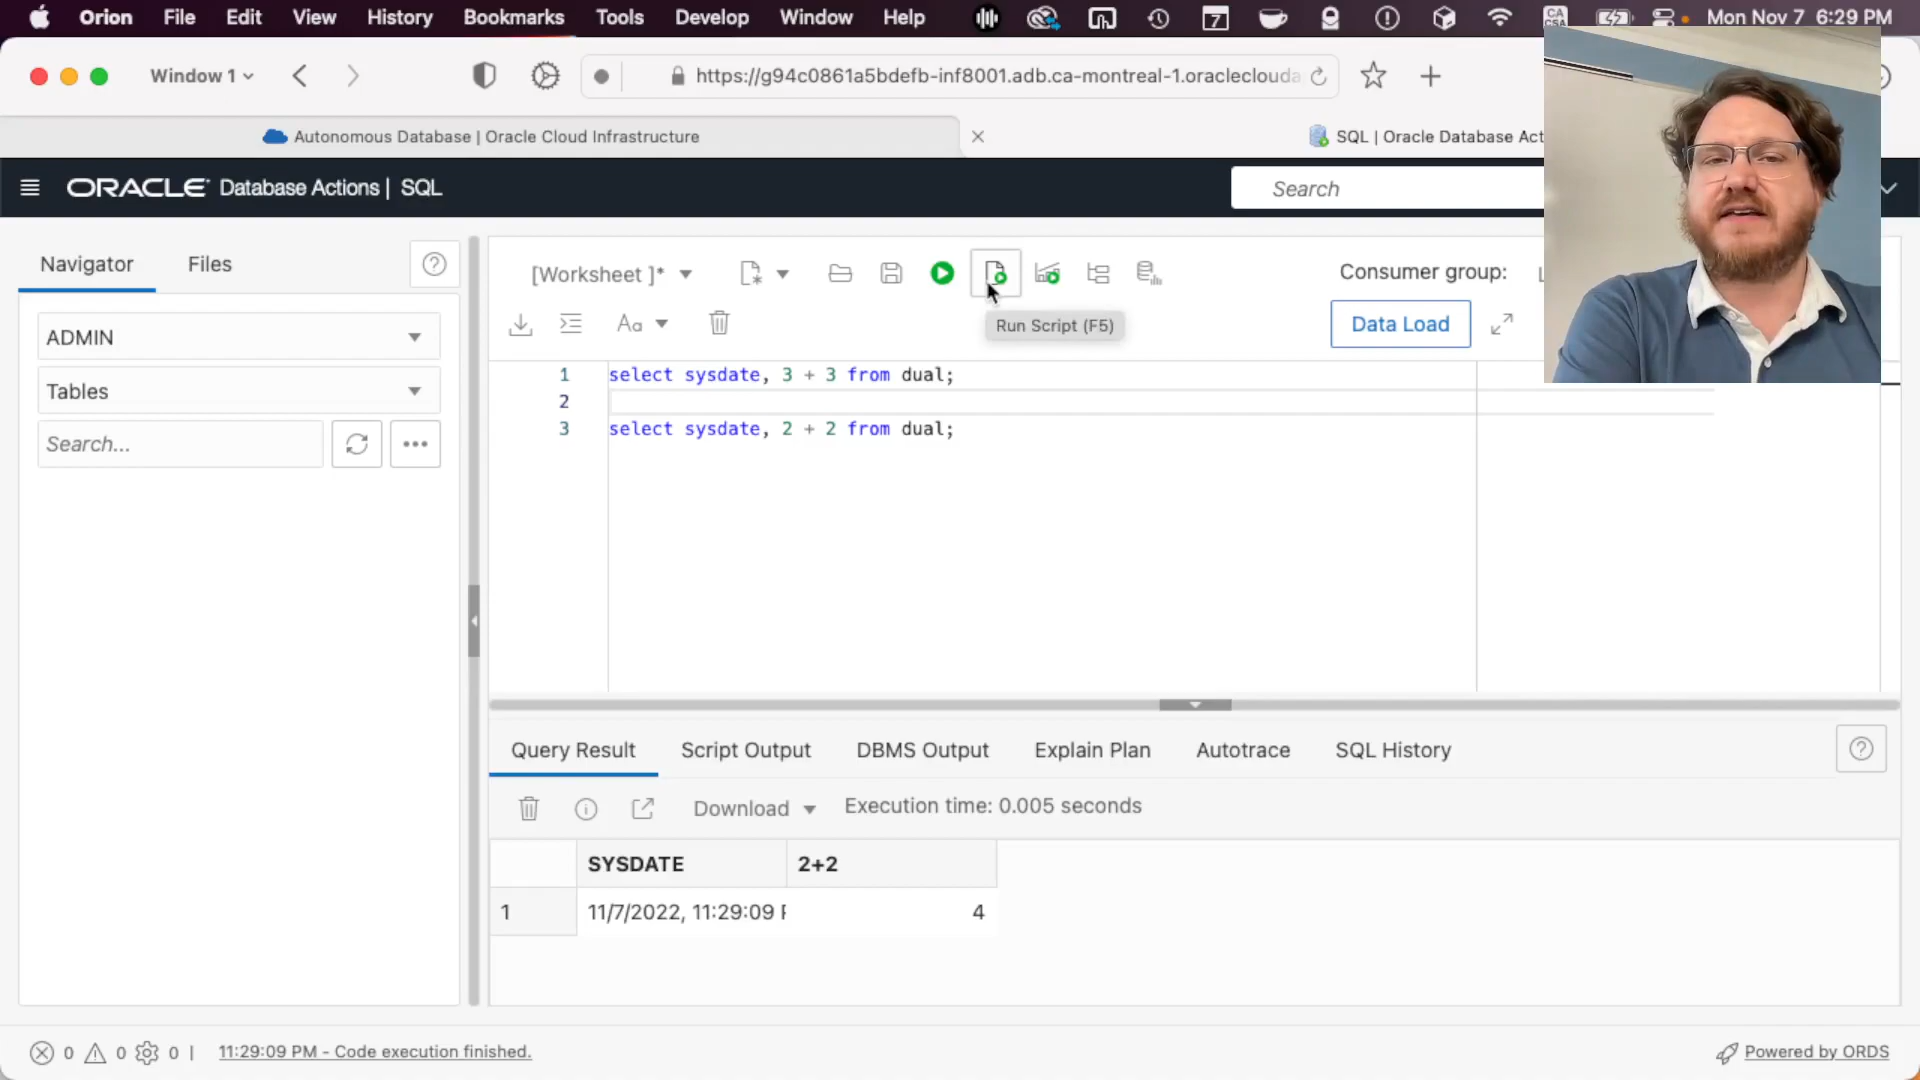 Orion File Edit View History Bookmarks Tools Develop Window Help 7 CA CSA Mon Nov 7 6:29 PM
Window 1 https://g94c0861a5bdefb-inf8001.adb.ca-montreal-1.oracleclouda
Autonomous Database | Oracle Cloud Infrastructure SQL | Oracle Database Act
ORACLE Database Actions | SQL Search
Navigator Files
[Worksheet ]* Consumer group:
Run Script (F5)
Aa Data Load
ADMIN
Tables
Search...
1 select sysdate, 3 + 3 from dual;
2
3 select sysdate, 2 + 2 from dual;
Query Result Script Output DBMS Output Explain Plan Autotrace SQL History
Download Execution time: 0.005 seconds
SYSDATE 2+2
1 11/7/2022, 11:29:09 4
0 0 0 | 11:29:09 PM - Code execution finished. Powered by ORDS